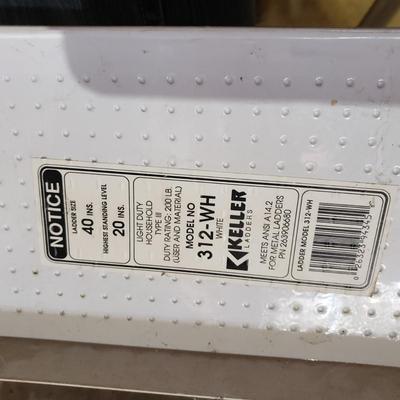 NOTICE
LADDER SIZE
40 INS.
HIGHEST STANDING LEVEL
20 INS.
LIGHT DUTY
HOUSEHOLD
TYPE III
DUTY RATING: 200 LB.
(USER AND MATERIAL)
MODEL NO
312-WH
WHITE
KELLER
LADDERS
MEETS ANSI A14.2
FOR METAL LADDERS
PN 263906680
LADDER MODEL 312-WH